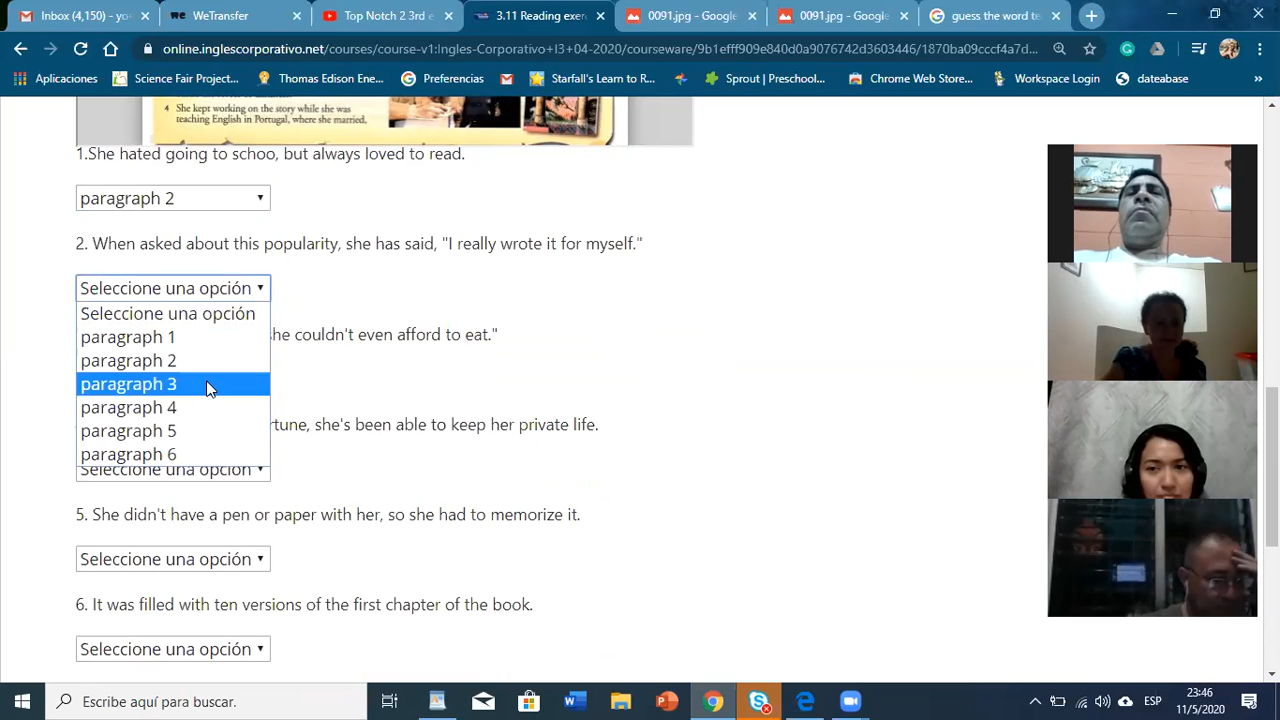 Inbox (4,150) - yo
WeTransfer
Top Notch 2 3rd e
3.11 Reading exer
0091.jpg - Google
0091.jpg - Google
guess the word te
online.inglescorporativo.net/courses/course-v1:Ingles-Corporativo+I3+04-2020/courseware/9b1efff909e840d0a9076742d3603446/1870ba09cccf4a7d...
Aplicaciones
Science Fair Project...
Thomas Edison Ene...
Preferencias
Starfall's Learn to R...
Sprout | Preschool...
Chrome Web Store...
Workspace Login
dateabase
4 She kept working on the story while she was
teaching English in Portugal, where she married,
1.She hated going to schoo, but always loved to read.
paragraph 2
2. When asked about this popularity, she has said, "I really wrote it for myself."
Seleccione una opción
Seleccione una opción
paragraph 1
paragraph 2
he couldn't even afford to eat."
paragraph 3
paragraph 4
rtune, she's been able to keep her private life.
paragraph 5
paragraph 6
Seleccione una opción
5. She didn't have a pen or paper with her, so she had to memorize it.
Seleccione una opción
6. It was filled with ten versions of the first chapter of the book.
Seleccione una opción
Escribe aquí para buscar.
ESP
23:46
11/5/2020